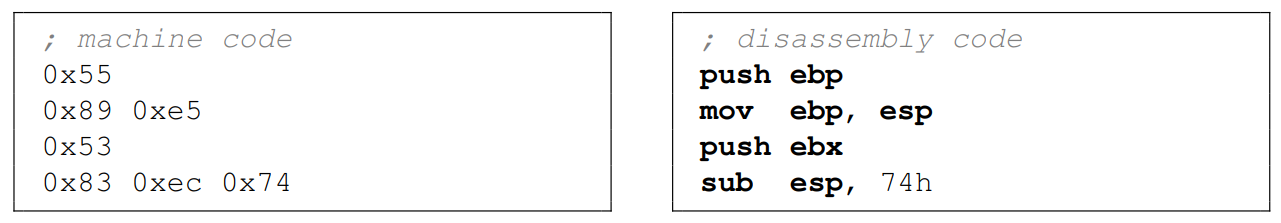 ; machine code
0x55
0x89 0xe5
0x53
0x83 0xec 0x74
; disassembly code
push ebp
mov  ebp, esp
push ebx
sub  esp, 74h